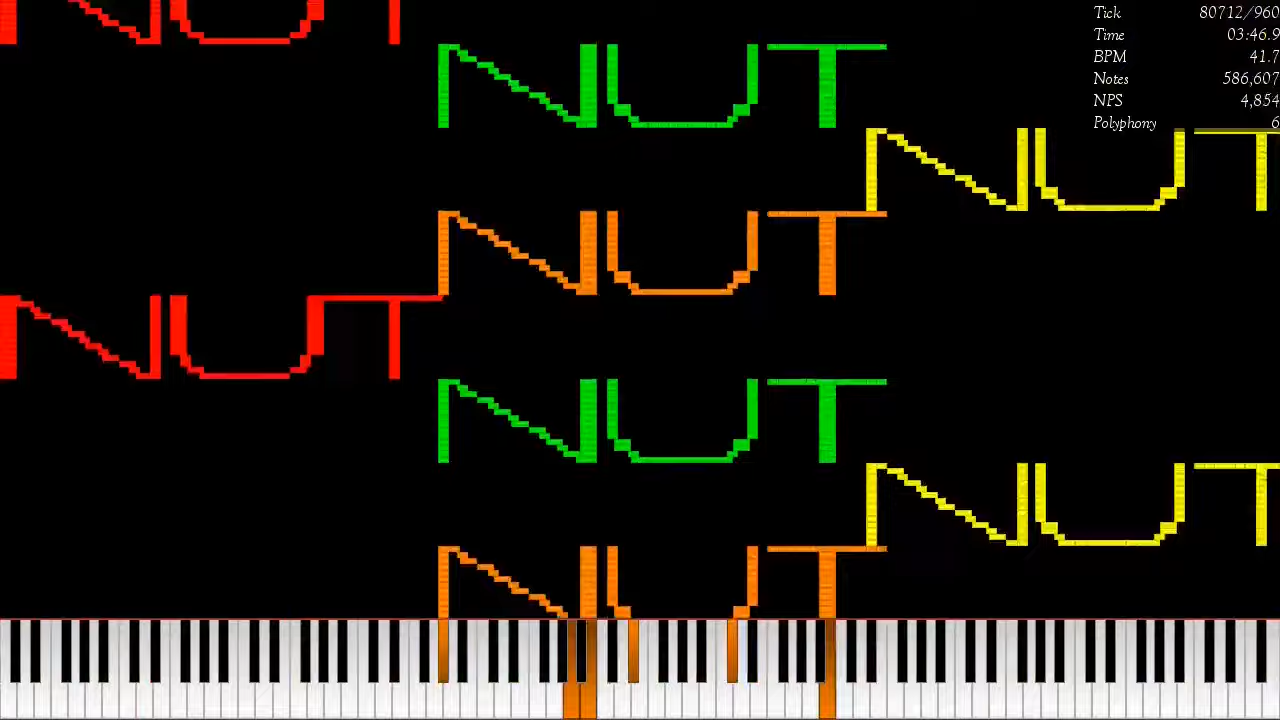 Tick 80712/960
Time 03:46.9
BPM 41.7
Notes 586,607
NPS 4,854
Polyphony 6
NUT
NUT
NUT
NUT
NUT
NUT
NUT
NUT